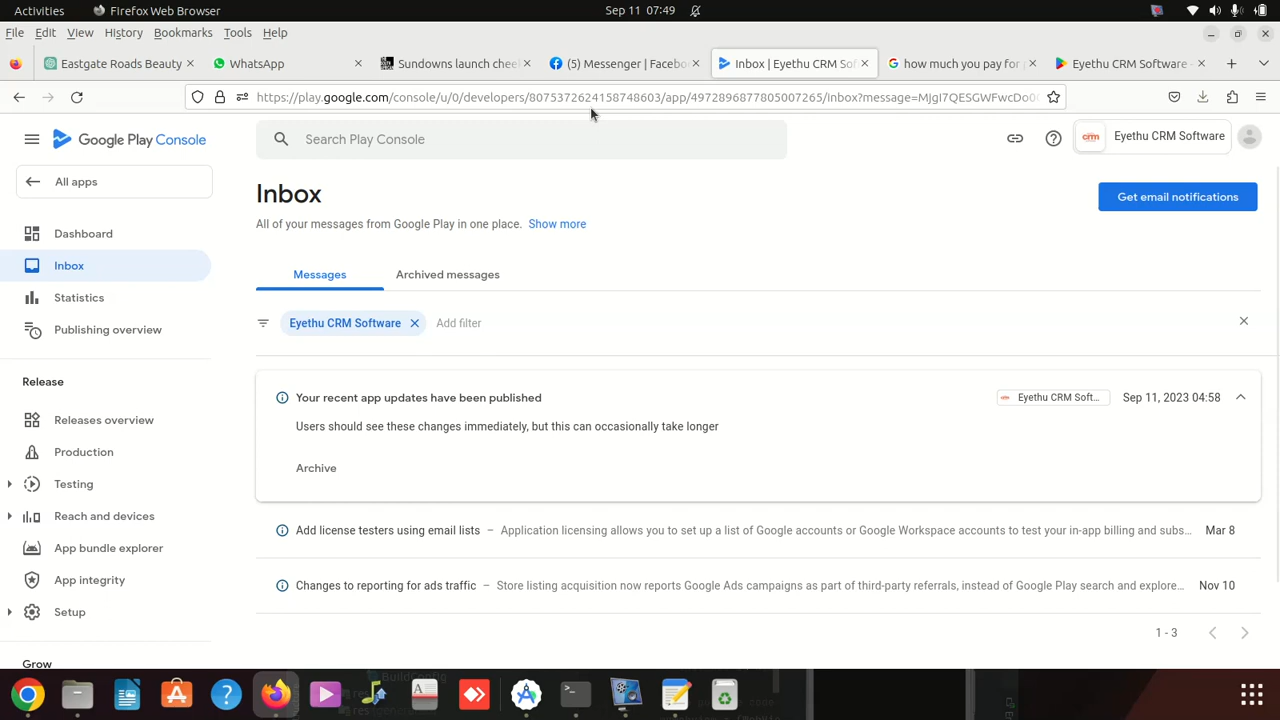 Activities Firefox Web Browser Sep 11 07:49
File Edit View History Bookmarks Tools Help
Eastgate Roads Beauty WhatsApp Sundowns launch chee (5) Messenger | Facebo Inbox | Eyethu CRM Sof how much you pay for Eyethu CRM Software -
https://play.google.com/console/u/0/developers/8075372624158748603/app/4972896877805007265/inbox?message=MjgI7QESGWFwcDo0
Google Play Console Search Play Console crm Eyethu CRM Software
All apps
Dashboard
Inbox
Statistics
Publishing overview
Release
Releases overview
Production
Testing
Reach and devices
App bundle explorer
App integrity
Setup
Grow
Inbox
Get email notifications
All of your messages from Google Play in one place. Show more
Messages Archived messages
Eyethu CRM Software Add filter
Your recent app updates have been published Eyethu CRM Soft... Sep 11, 2023 04:58
Users should see these changes immediately, but this can occasionally take longer
Archive
Add license testers using email lists – Application licensing allows you to set up a list of Google accounts or Google Workspace accounts to test your in-app billing and subs... Mar 8
Changes to reporting for ads traffic – Store listing acquisition now reports Google Ads campaigns as part of third-party referrals, instead of Google Play search and explore... Nov 10
1 - 3
BuildConfig